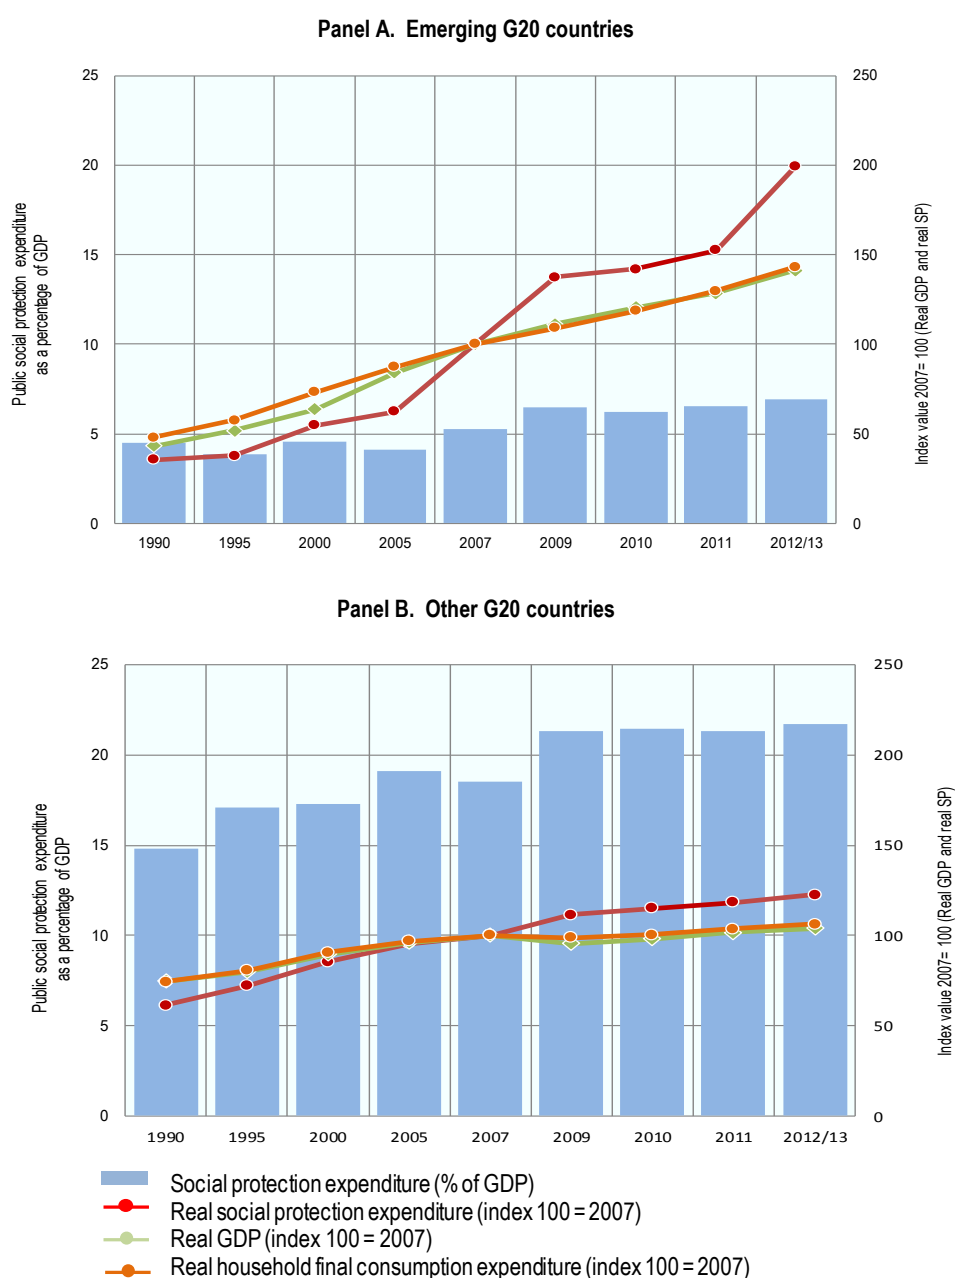 Panel A.  Emerging G20 countries
25
20
15
10
5
0
250
200
150
100
50
0
Public social protection expenditure
as a percentage of GDP
Index value 2007= 100 (Real GDP and real SP)
1990 1995 2000 2005 2007 2009 2010 2011 2012/13
Panel B.  Other G20 countries
25
20
15
10
5
0
250
200
150
100
50
0
Public social protection expenditure
as a percentage of GDP
Index value 2007= 100 (Real GDP and real SP)
1990 1995 2000 2005 2007 2009 2010 2011 2012/13
Social protection expenditure (% of GDP)
Real social protection expenditure (index 100 = 2007)
Real GDP (index 100 = 2007)
Real household final consumption expenditure (index 100 = 2007)